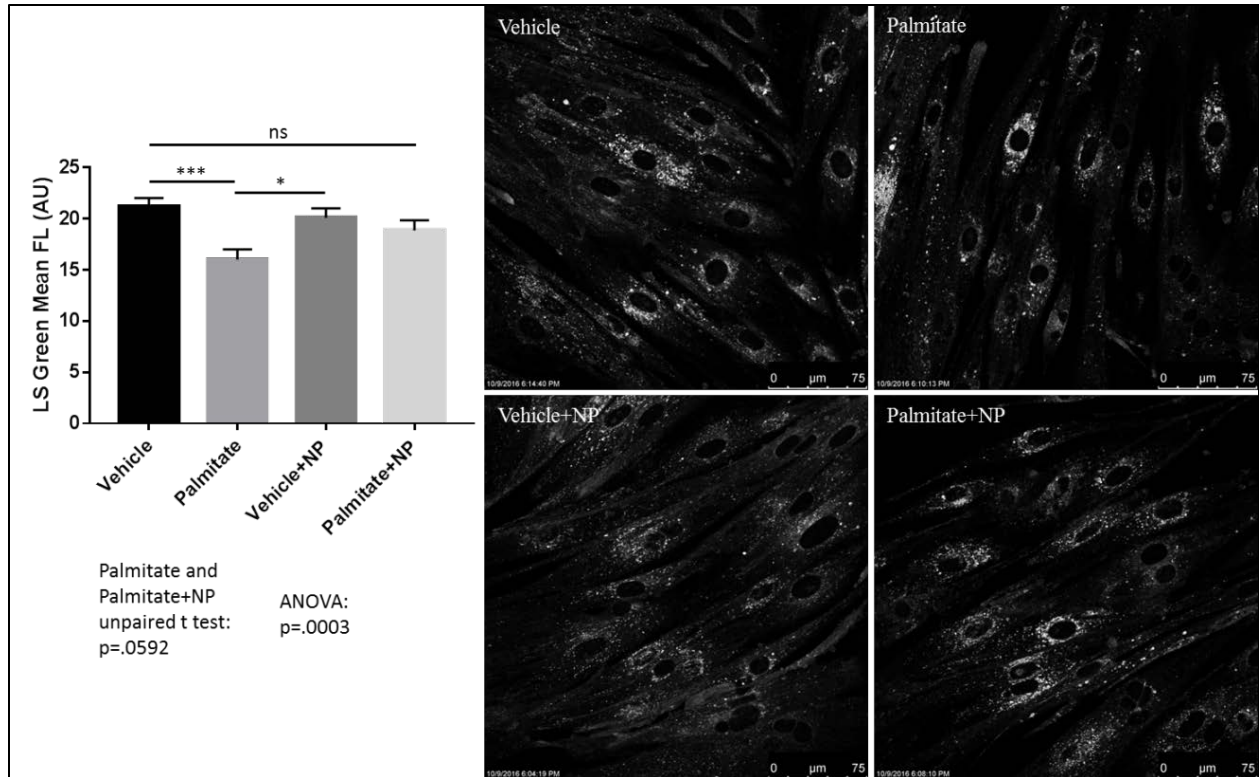 ns
***
*
25
20
15
10
5
0
LS Green Mean FL (AU)
Vehicle
Palmitate
Vehicle+NP
Palmitate+NP
Palmitate and
Palmitate+NP
unpaired t test:
p=.0592
ANOVA:
p=.0003
Vehicle
10/9/2016 6:14:40 PM
0 µm 75
Palmitate
10/9/2016 6:10:13 PM
0 µm 75
Vehicle+NP
10/9/2016 6:04:19 PM
0 µm 75
Palmitate+NP
10/9/2016 6:08:10 PM
0 µm 75